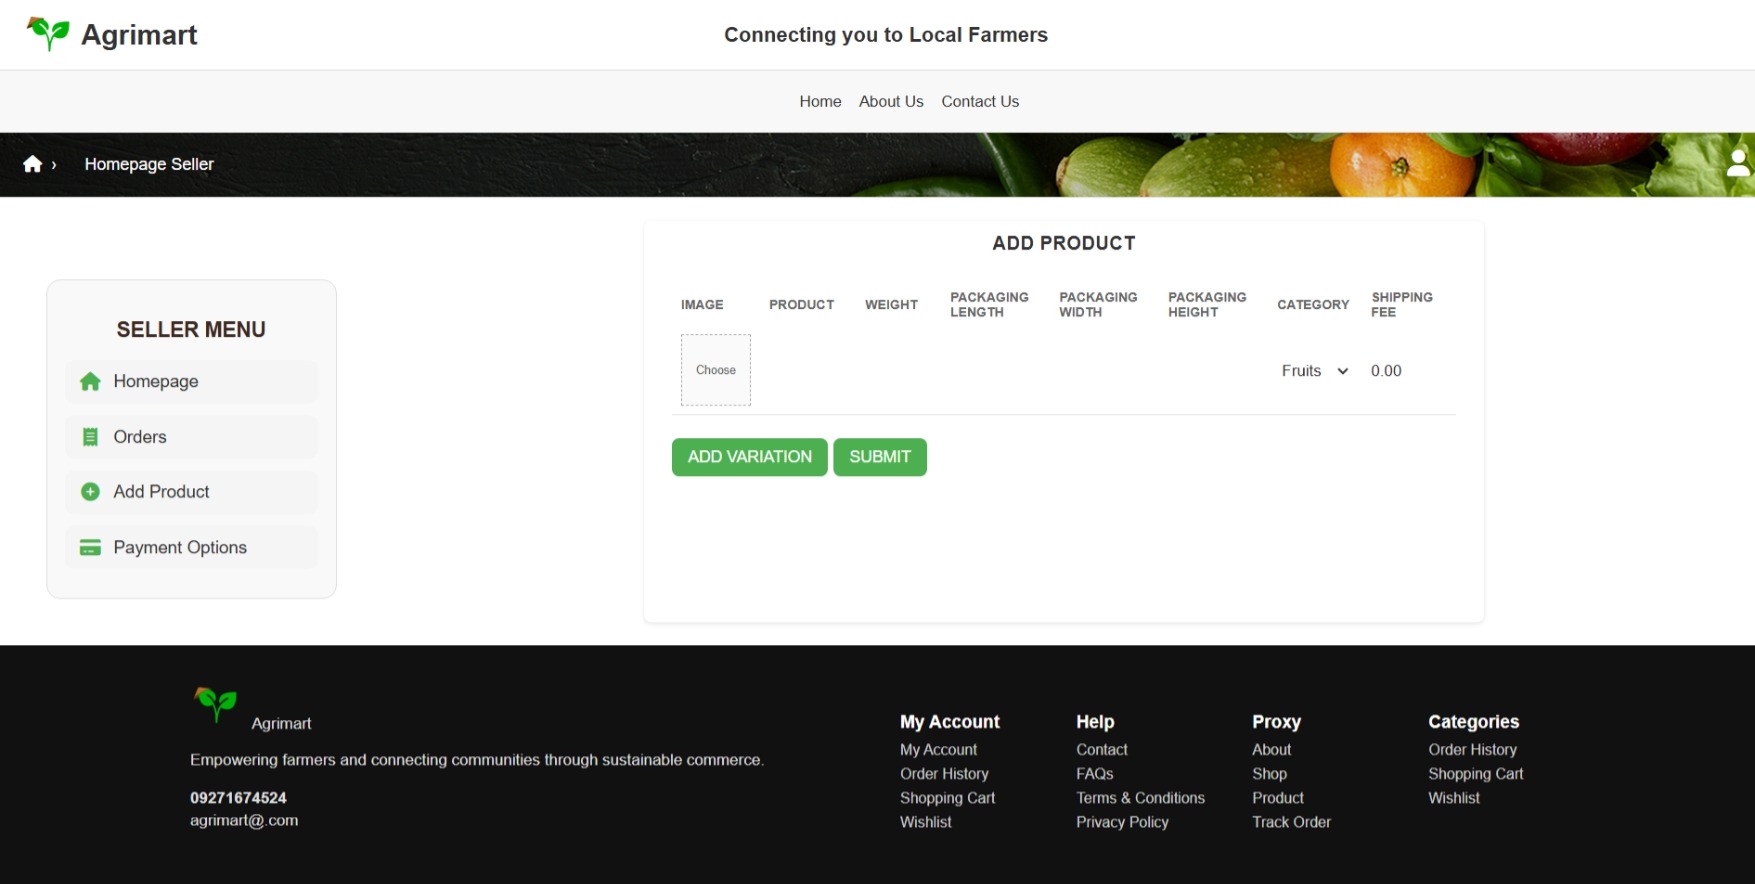 Agrimart
Connecting you to Local Farmers
Home About Us Contact Us
› Homepage Seller
ADD PRODUCT
IMAGE PRODUCT WEIGHT PACKAGING LENGTH PACKAGING WIDTH PACKAGING HEIGHT CATEGORY SHIPPING FEE
Choose Fruits 0.00
ADD VARIATION SUBMIT
SELLER MENU
Homepage
Orders
Add Product
Payment Options
Agrimart
Empowering farmers and connecting communities through sustainable commerce.
09271674524
agrimart@.com
My Account
My Account
Order History
Shopping Cart
Wishlist
Help
Contact
FAQs
Terms & Conditions
Privacy Policy
Proxy
About
Shop
Product
Track Order
Categories
Order History
Shopping Cart
Wishlist